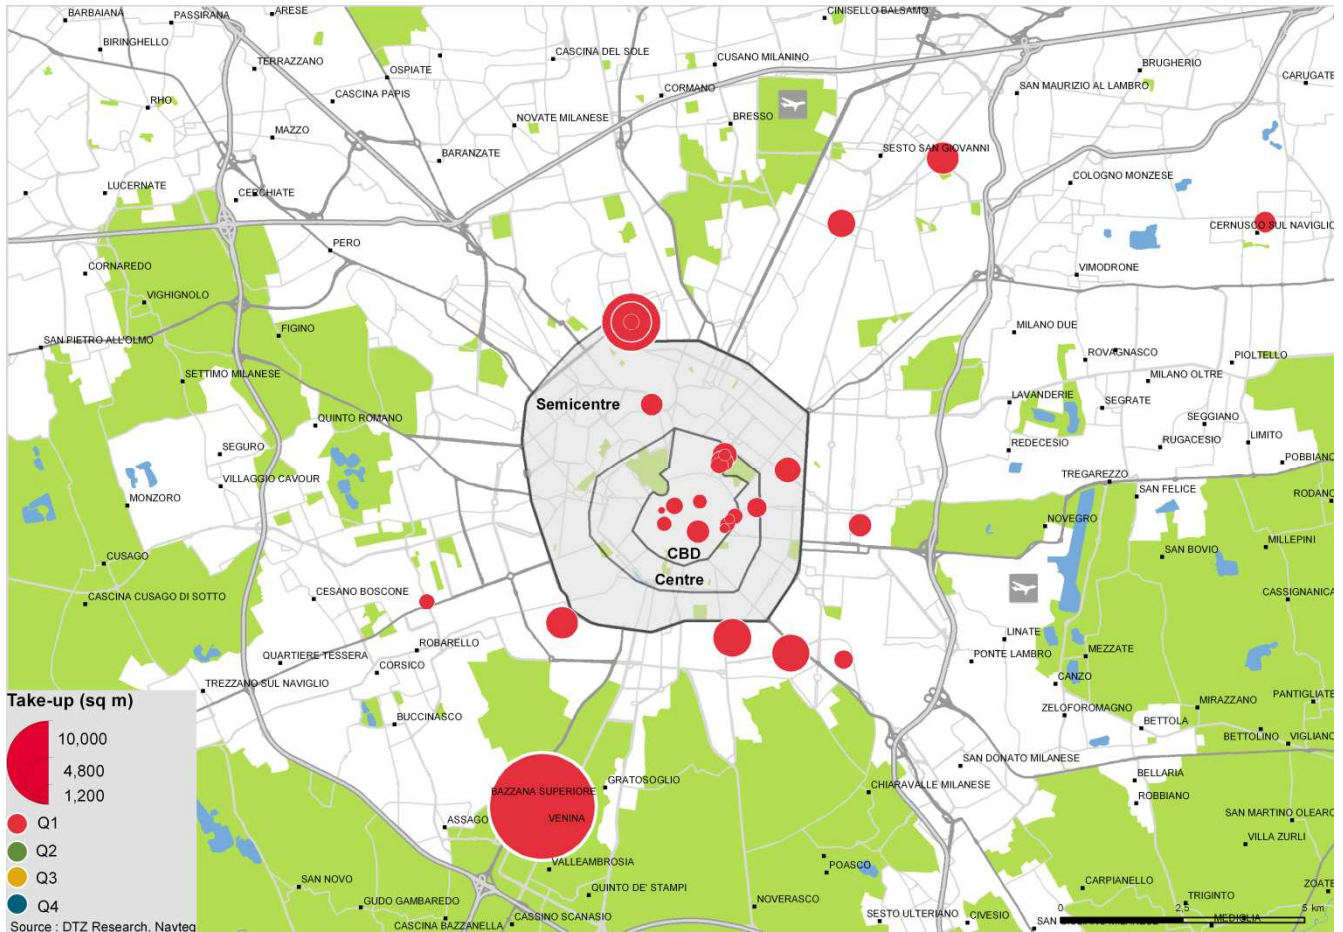 BARBAIANA
PASSIRANA
ARESE
CINISELLO BALSAMO
BIRINGHELLO
TERRAZZANO
OSPIATE
CASCINA DEL SOLE
CUSANO MILANINO
BRUGHERIO
CARUGATE
RHO
CASCINA PAPIS
CORMANO
SAN MAURIZIO AL LAMBRO
MAZZO
NOVATE MILANESE
BRESSO
BARANZATE
SESTO SAN GIOVANNI
LUCERNATE
CERCHIATE
COLOGNO MONZESE
PERO
CERNUSCO SUL NAVIGLIO
CORNAREDO
VIMODRONE
VIGHIGNOLO
FIGINO
MILANO DUE
SAN PIETRO ALL'OLMO
ROVAGNASCO
PIOLTELLO
SETTIMO MILANESE
MILANO OLTRE
Semicentre
LAVANDERIE
SEGRATE
QUINTO ROMANO
SEGGIANO
SEGURO
REDECESIO
RUGACESIO
LIMITO
VILLAGGIO CAVOUR
POBBIANO
TREGAREZZO
MONZORO
SAN FELICE
RODANO
NOVEGRO
CUSAGO
CBD
SAN BOVIO
MILLEPINI
Centre
CASCINA CUSAGO DI SOTTO
CESANO BOSCONE
CASSIGNANICA
LINATE
ROBARELLO
QUARTIERE TESSERA
CORSICO
PONTE LAMBRO
MEZZATE
TREZZANO SUL NAVIGLIO
CANZO
PANTIGLIATE
MIRAZZANO
BUCCINASCO
ZELOFOROMAGNO
BETTOLA
BETTOLINO
VIGLIANO
SAN DONATO MILANESE
BELLARIA
GRATOSOGLIO
BAZZANA SUPERIORE
CHIARAVALLE MILANESE
ROBBIANO
VENINA
ASSAGO
SAN MARTINO OLEARO
VILLA ZURLI
VALLEAMBROSIA
POASCO
SAN NOVO
QUINTO DE' STAMPI
CARPIANELLO
ZOATE
GUDO GAMBAREDO
NOVERASCO
TRIGINTO
CASCINA BAZZANELLA
CASSINO SCANASIO
SESTO ULTERIANO
CIVESIO
MEDIGLIA
2,5
5 km
Take-up (sq m)
10,000
4,800
1,200
Q1
Q2
Q3
Q4
Source : DTZ Research, Navteq